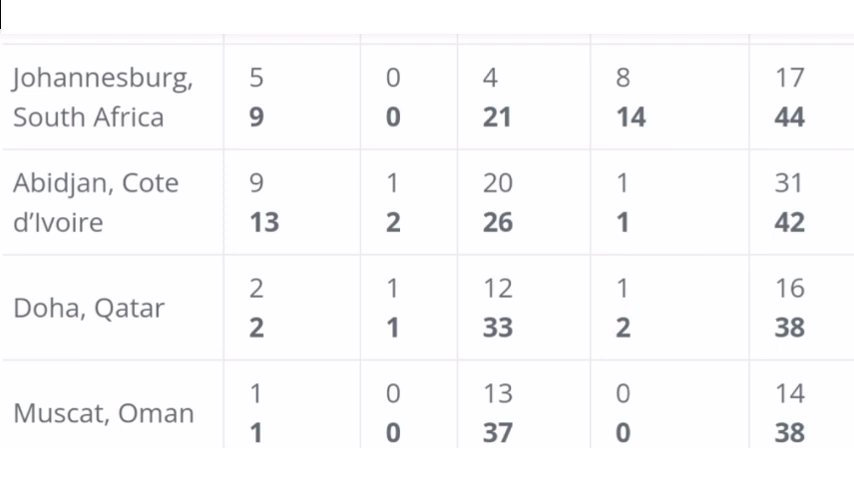 Johannesburg, South Africa 5 0 4 8 17
9 0 21 14 44
Abidjan, Cote d’Ivoire 9 1 20 1 31
13 2 26 1 42
Doha, Qatar 2 1 12 1 16
2 1 33 2 38
Muscat, Oman 1 0 13 0 14
1 0 37 0 38